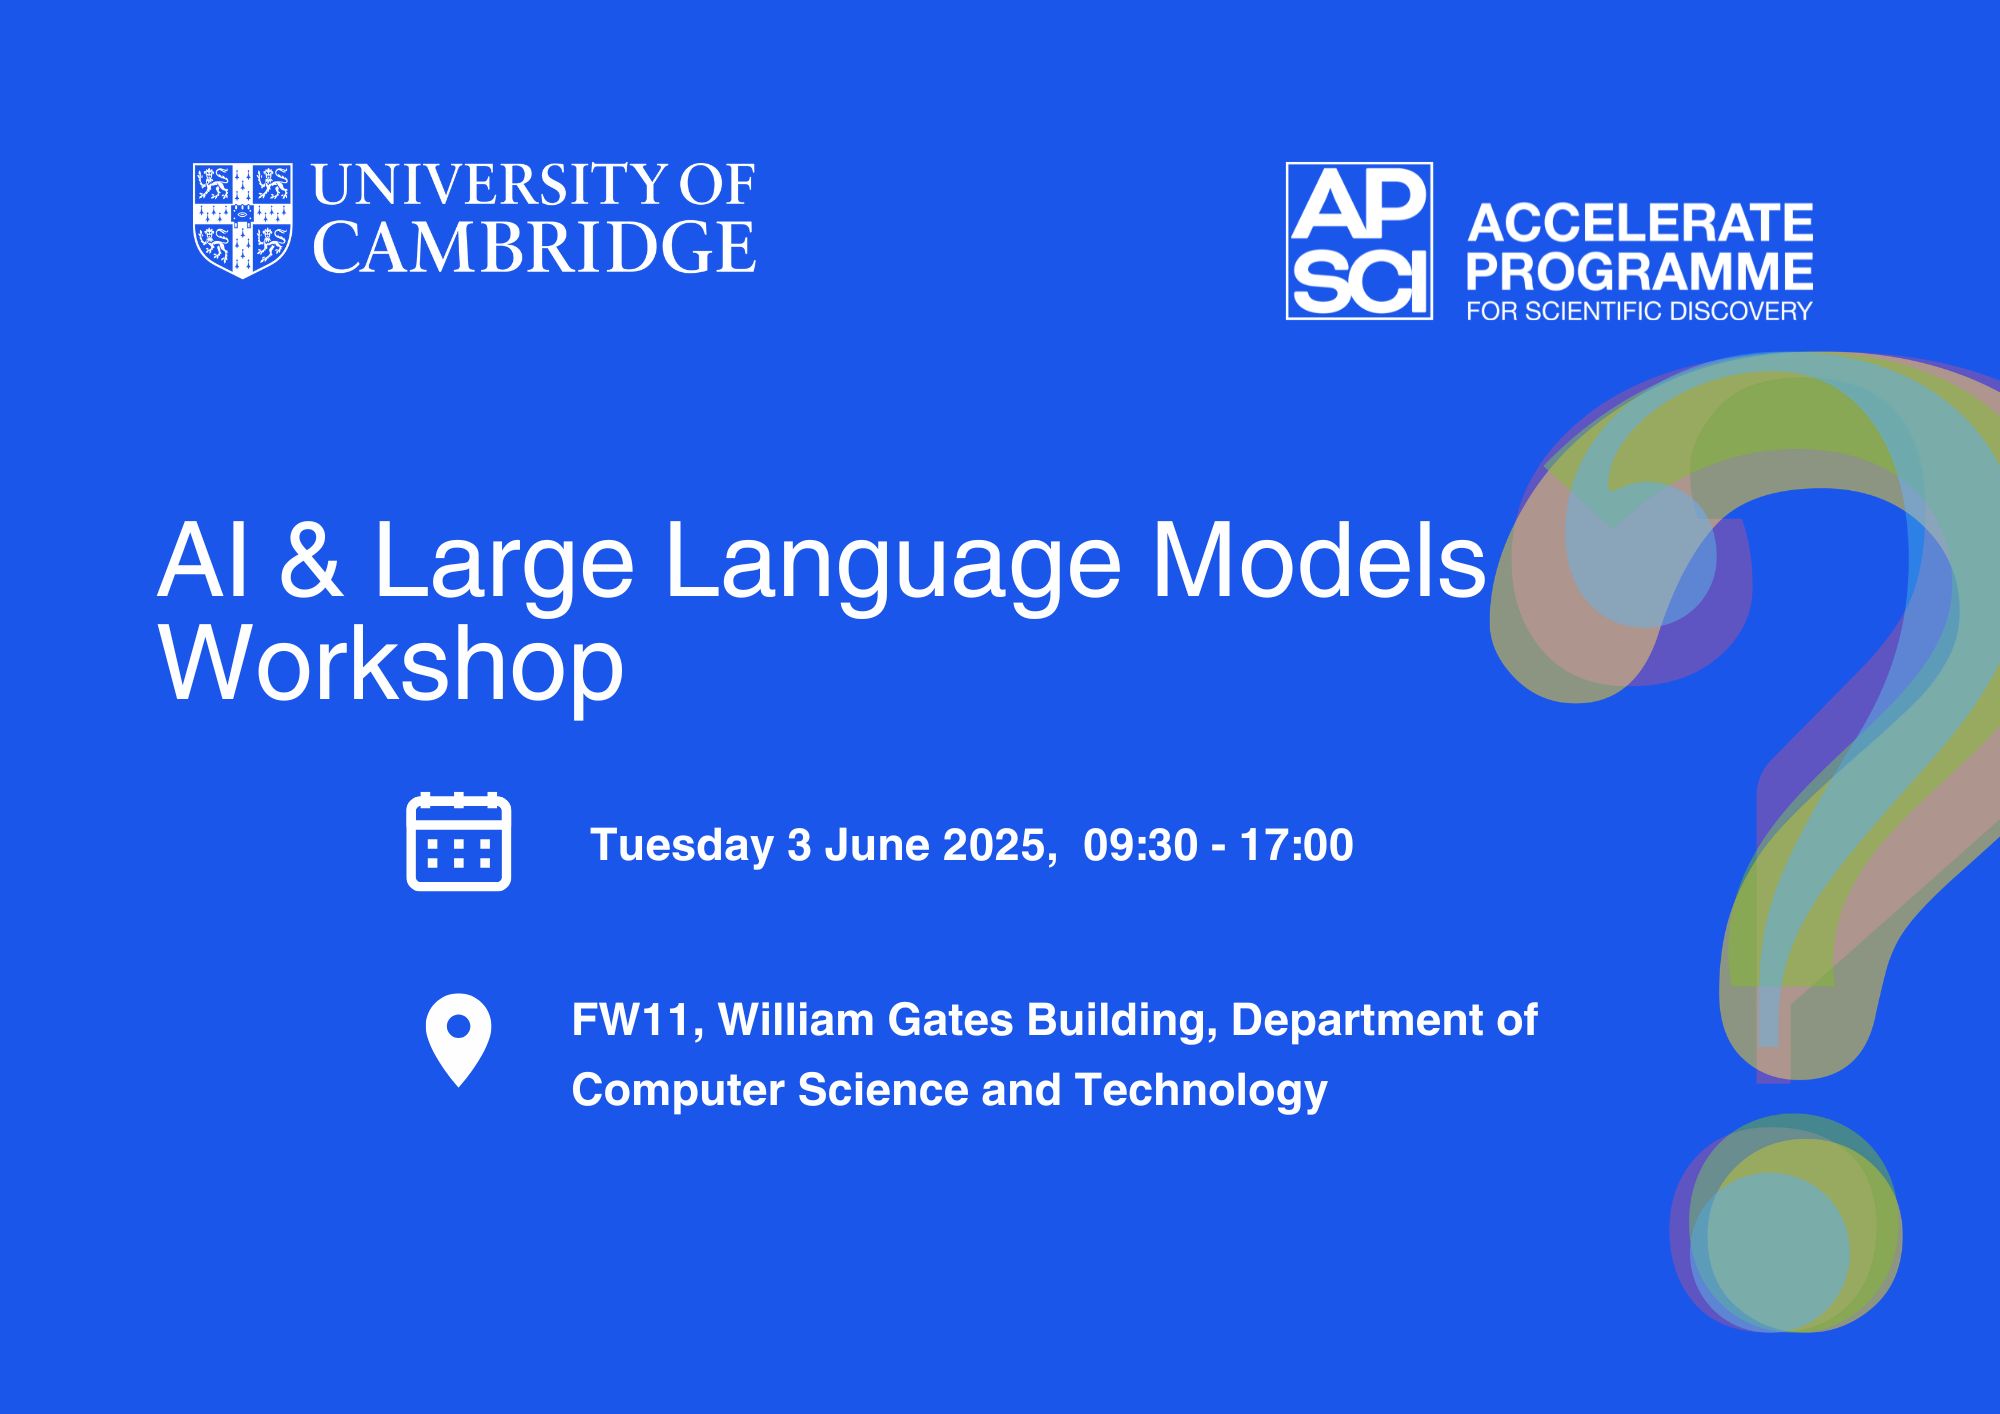 UNIVERSITY OF
CAMBRIDGE
AP
SCI
ACCELERATE
PROGRAMME
FOR SCIENTIFIC DISCOVERY
AI & Large Language Models
Workshop
Tuesday 3 June 2025,  09:30 - 17:00
FW11, William Gates Building, Department of
Computer Science and Technology
?